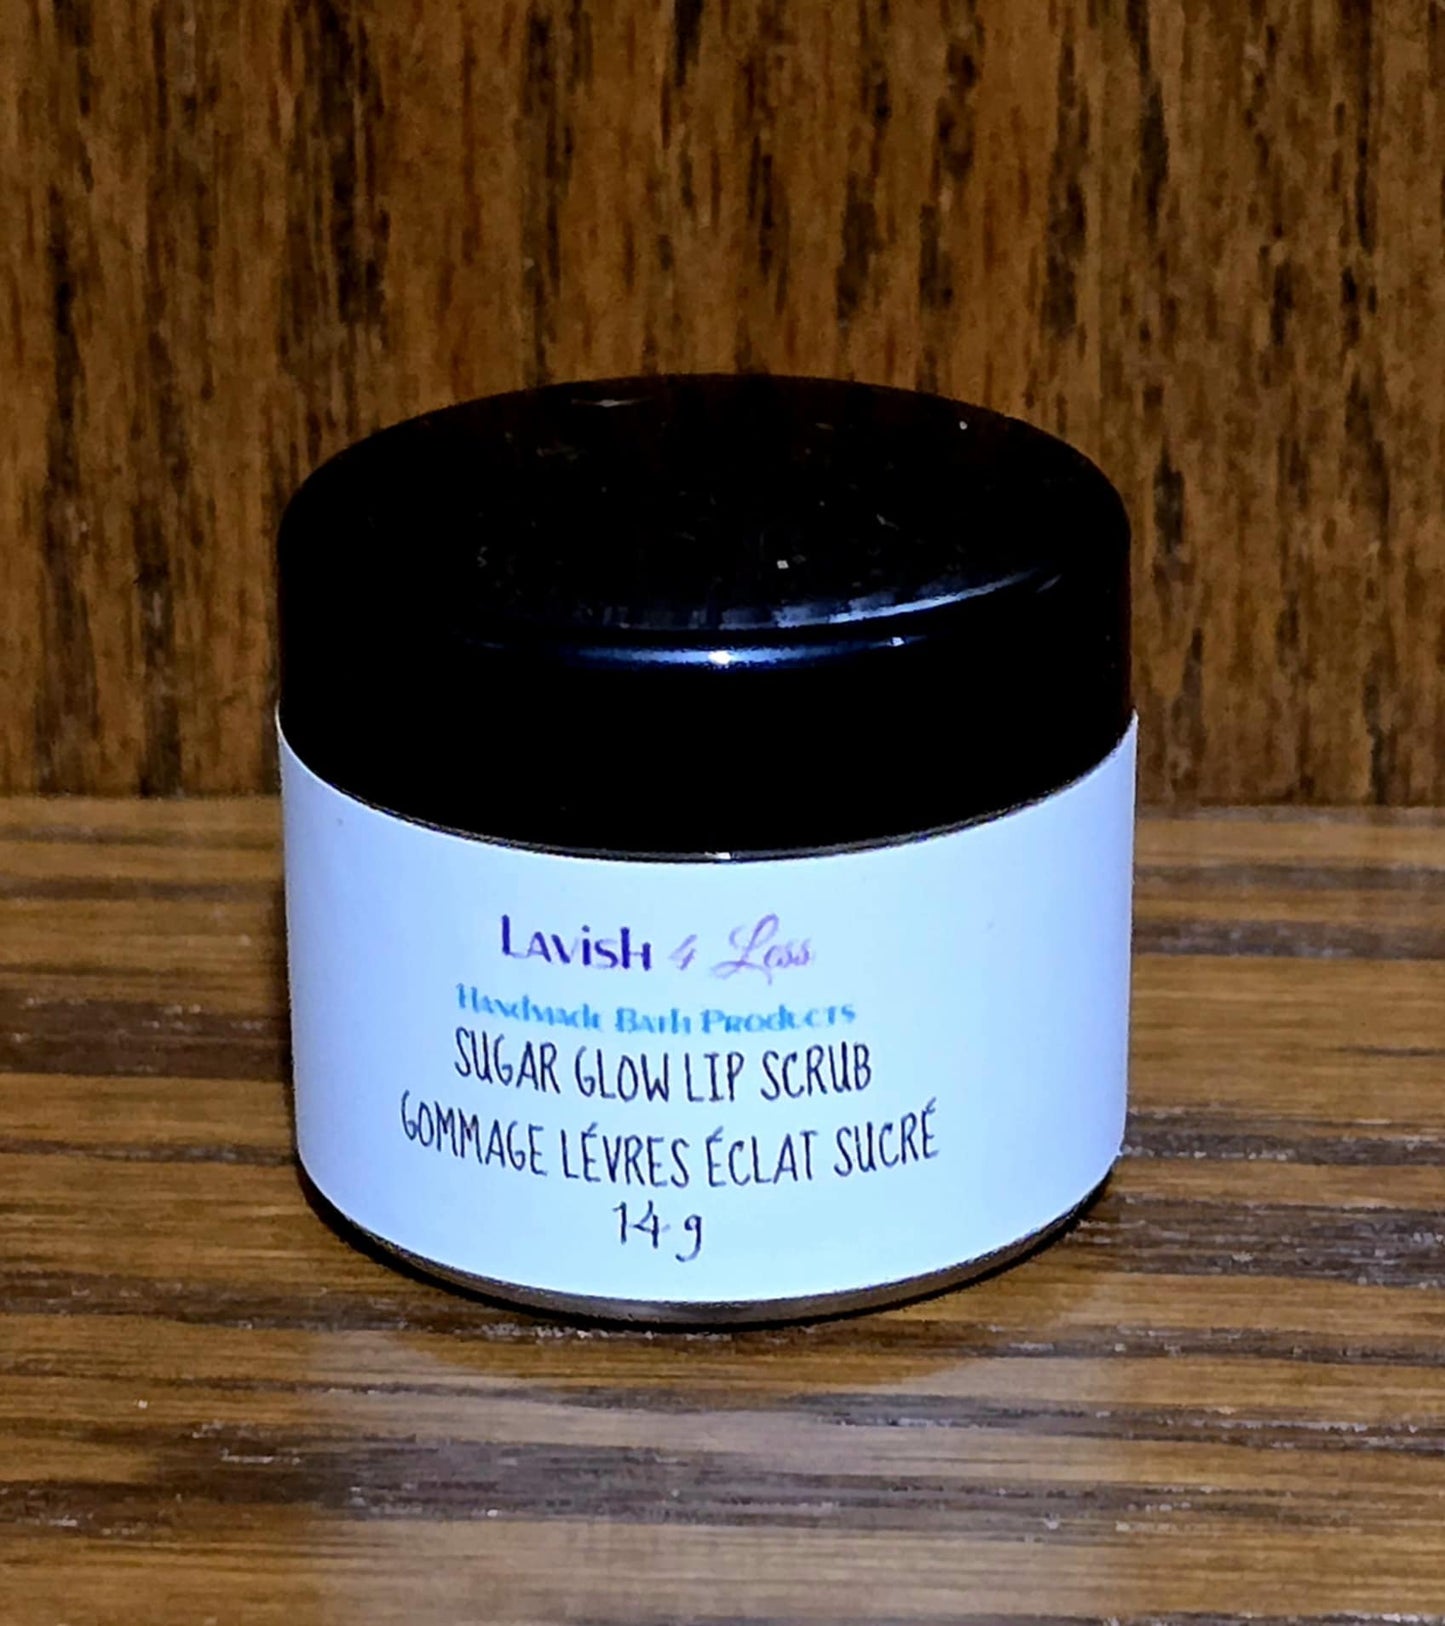 Lavish 4 Less
Handmade Bath Products
SUGAR GLOW LIP SCRUB
GOMMAGE LÉVRES ÉCLAT SUCRÉ
14 g